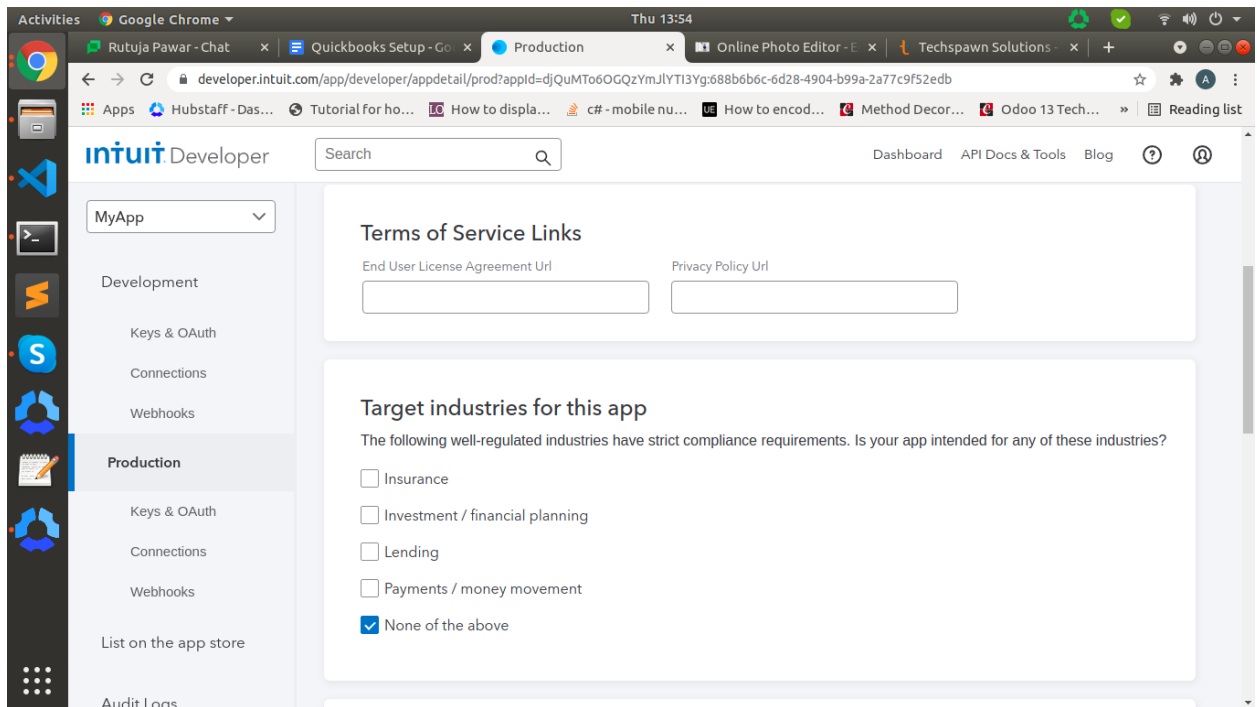 Activities Google Chrome Thu 13:54
Rutuja Pawar - Chat Quickbooks Setup - Go Production Online Photo Editor - E Techspawn Solutions -
developer.intuit.com/app/developer/appdetail/prod?appId=djQuMTo6OGQzYmJlYTI3Yg:688b6b6c-6d28-4904-b99a-2a77c9f52edb A
Apps Hubstaff - Das... Tutorial for ho... How to displa... c# - mobile nu... How to encod... Method Decor... Odoo 13 Tech... » Reading list
INTUIT Developer Search Dashboard API Docs & Tools Blog
MyApp
Terms of Service Links
End User License Agreement Url Privacy Policy Url
Development
Keys & OAuth
Connections
Target industries for this app
Webhooks
The following well-regulated industries have strict compliance requirements. Is your app intended for any of these industries?
Production
Insurance
Keys & OAuth
Investment / financial planning
Connections
Lending
Webhooks
Payments / money movement
None of the above
List on the app store
Audit Logs